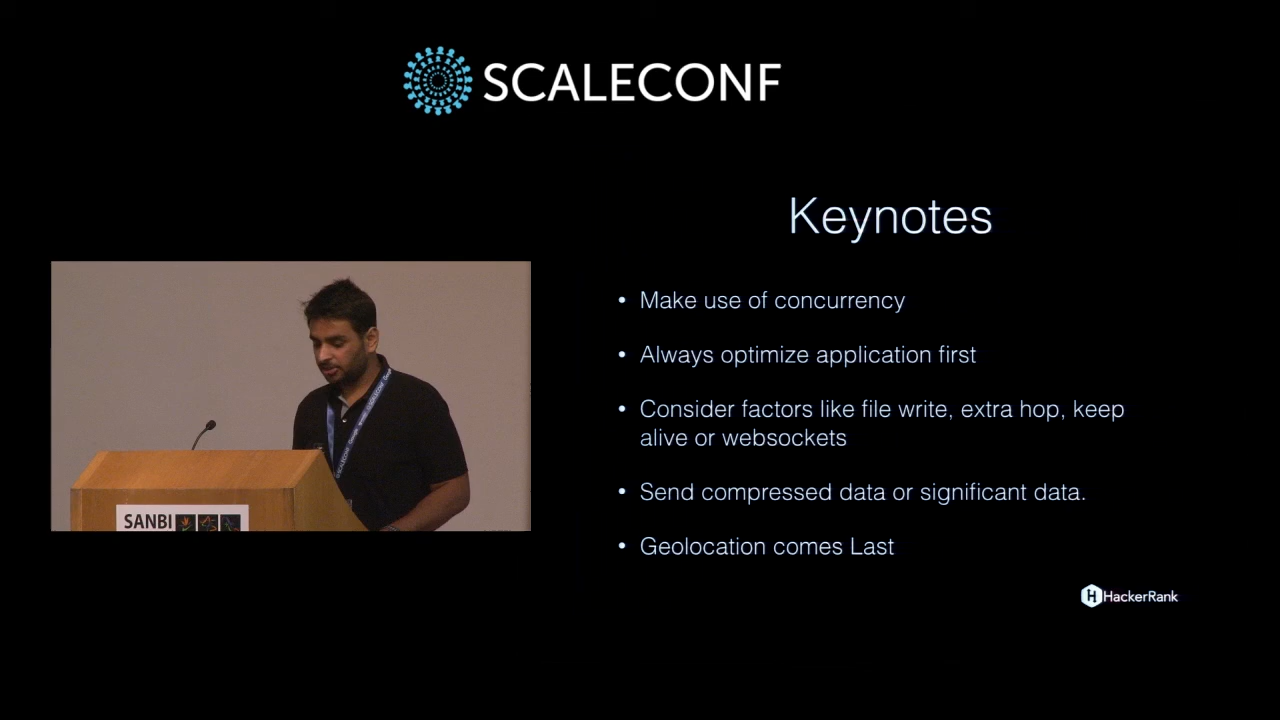 SCALECONF
Keynotes
• Make use of concurrency
• Always optimize application first
• Consider factors like file write, extra hop, keep
alive or websockets
• Send compressed data or significant data.
• Geolocation comes Last
HackerRank
SANBI
SCALECONF